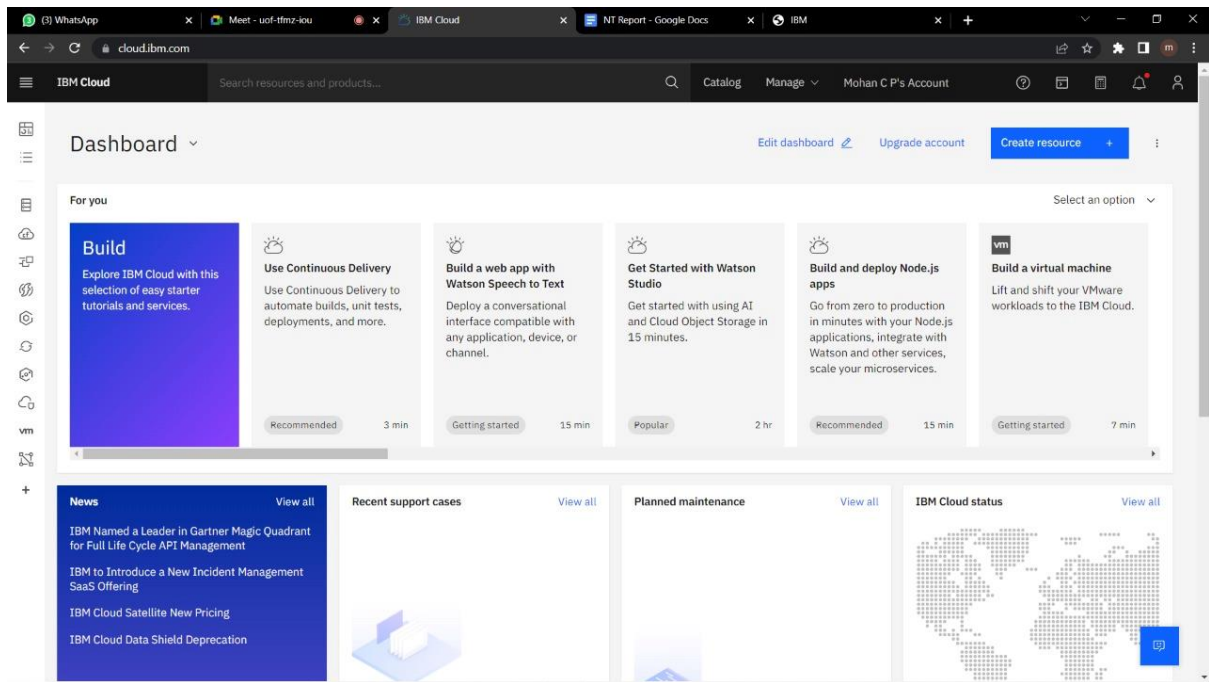 (3) WhatsApp
Meet - uof-tfmz-iou
IBM Cloud
NT Report - Google Docs
IBM
cloud.ibm.com
m
IBM Cloud
Search resources and products...
Catalog
Manage
Mohan C P's Account
Dashboard
Edit dashboard
Upgrade account
Create resource +
For you
Select an option
Build
Explore IBM Cloud with this
selection of easy starter
tutorials and services.
Use Continuous Delivery
Use Continuous Delivery to
automate builds, unit tests,
deployments, and more.
Recommended 3 min
Build a web app with
Watson Speech to Text
Deploy a conversational
interface compatible with
any application, device, or
channel.
Getting started 15 min
Get Started with Watson
Studio
Get started with using AI
and Cloud Object Storage in
15 minutes.
Popular 2 hr
Build and deploy Node.js
apps
Go from zero to production
in minutes with your Node.js
applications, integrate with
Watson and other services,
scale your microservices.
Recommended 15 min
vm
Build a virtual machine
Lift and shift your VMware
workloads to the IBM Cloud.
Getting started 7 min
vm
News View all
IBM Named a Leader in Gartner Magic Quadrant
for Full Life Cycle API Management
IBM to Introduce a New Incident Management
SaaS Offering
IBM Cloud Satellite New Pricing
IBM Cloud Data Shield Deprecation
Recent support cases View all
Planned maintenance View all
IBM Cloud status View all